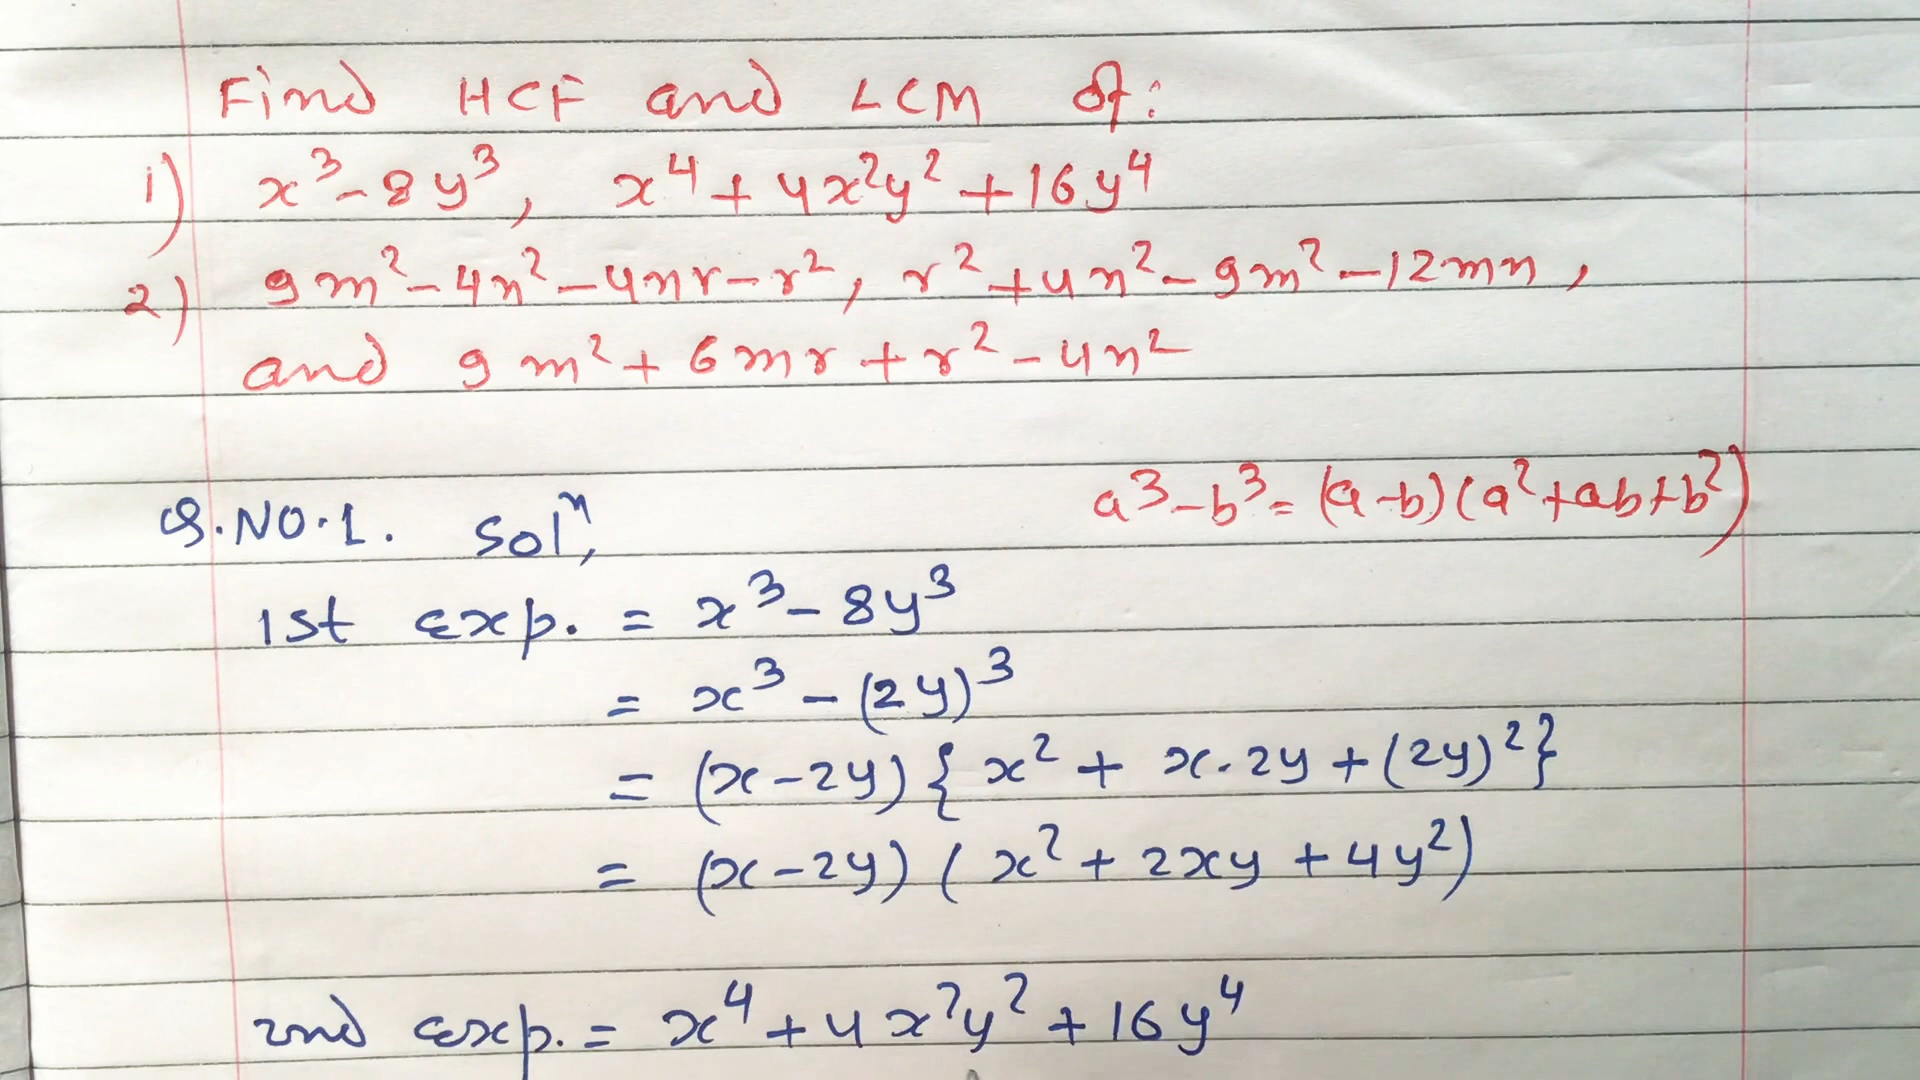 Find HCF and LCM of:
1) x³-8y³, x⁴+4x²y²+16y⁴
2) 9m²-4n²-4nr-r², r²+4n²-9m²-12mn,
and 9m²+6mr+r²-4n²
a³-b³=(a-b)(a²+ab+b²)
Q.NO.1. Solⁿ,
1st exp. = x³-8y³
= x³-(2y)³
= (x-2y){x²+x.2y+(2y)²}
= (x-2y)(x²+2xy+4y²)
2nd exp. = x⁴+4x²y²+16y⁴